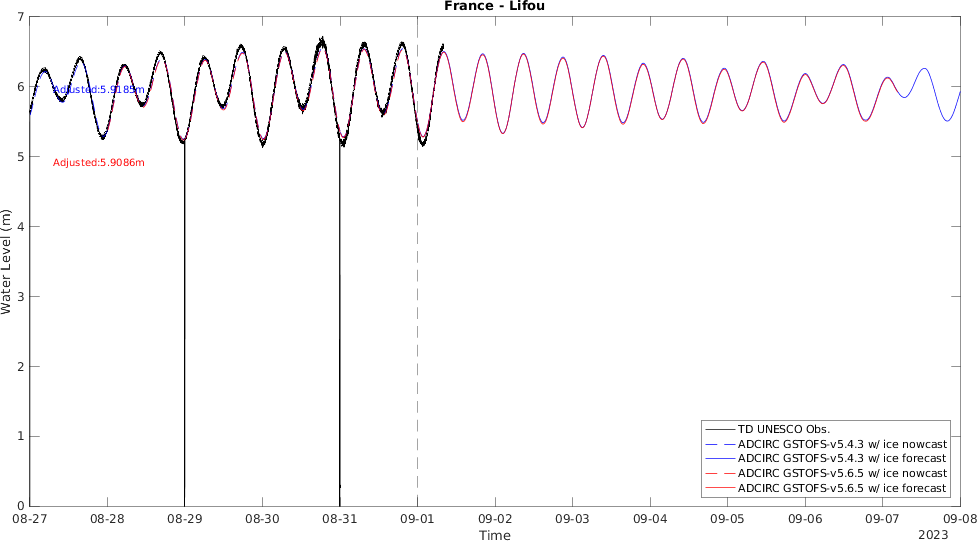 France - Lifou
7
6
5
4
3
2
1
0
Water Level (m)
Adjusted:5.9185m
Adjusted:5.9086m
TD UNESCO Obs.
ADCIRC GSTOFS-v5.4.3 w/ ice nowcast
ADCIRC GSTOFS-v5.4.3 w/ ice forecast
ADCIRC GSTOFS-v5.6.5 w/ ice nowcast
ADCIRC GSTOFS-v5.6.5 w/ ice forecast
08-27 08-28 08-29 08-30 08-31 09-01 09-02 09-03 09-04 09-05 09-06 09-07 09-08
Time
2023